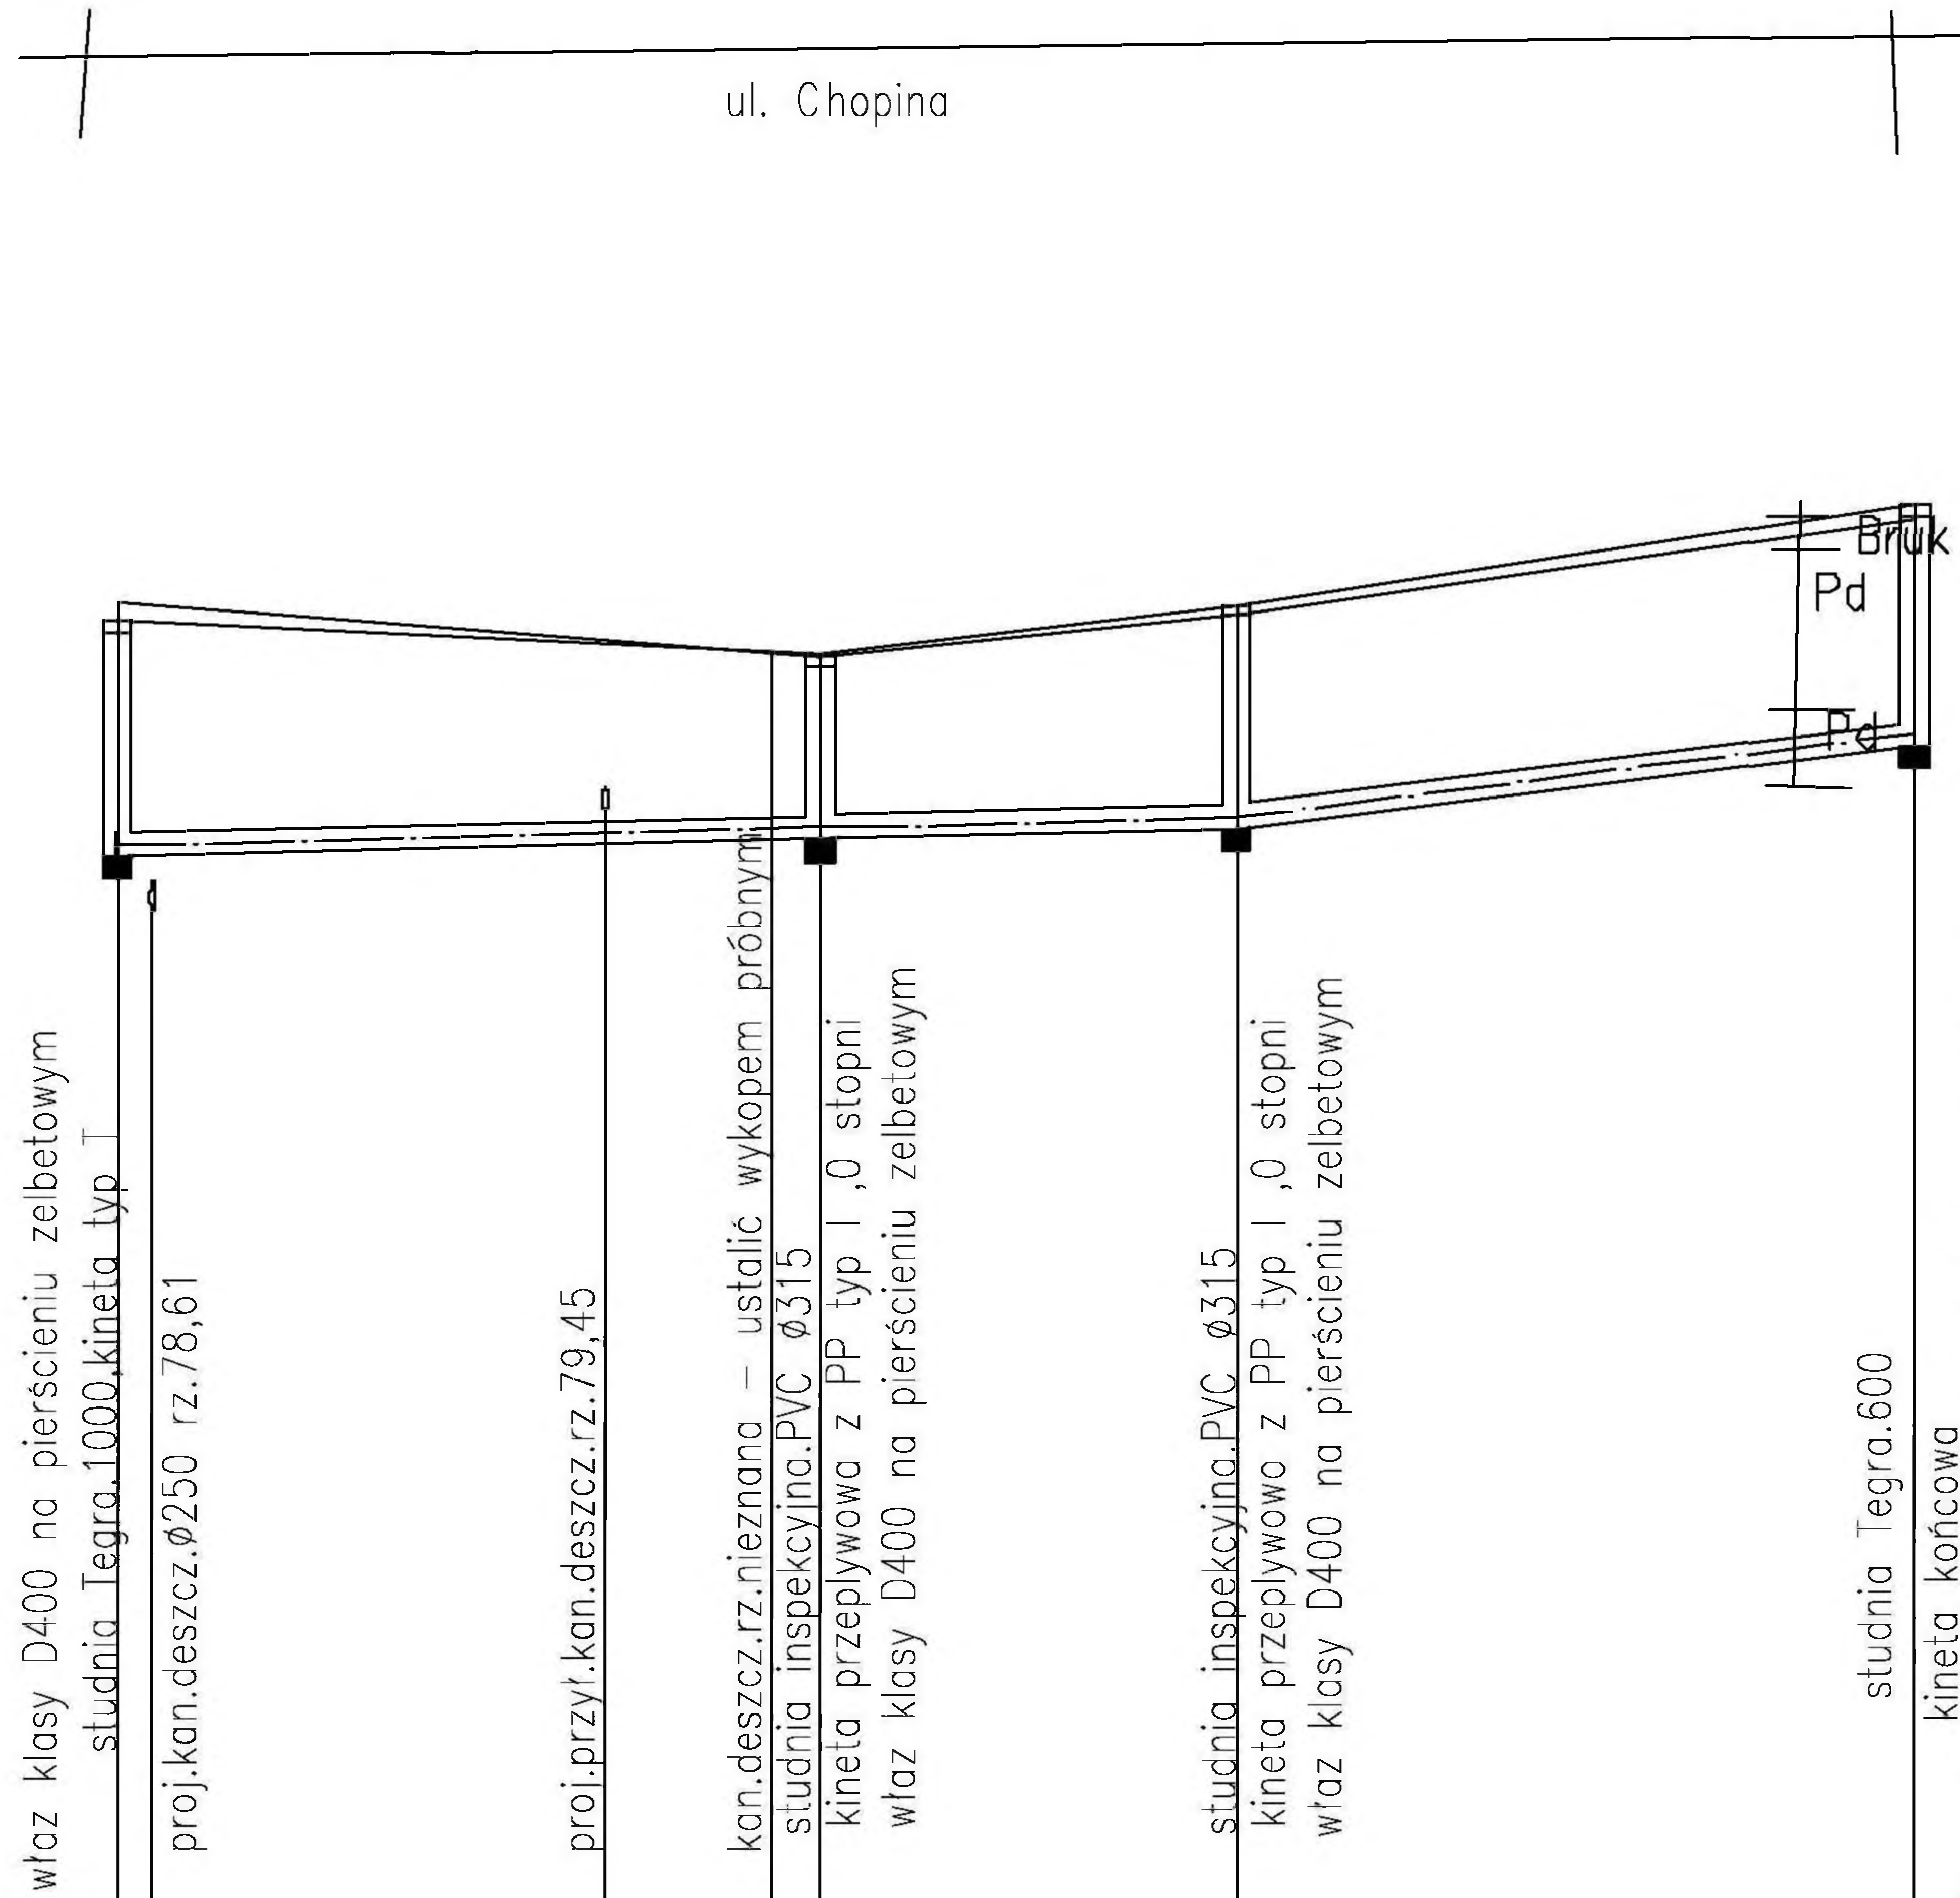 ul. Chopina
Bruk
Pd
Pd
właz klasy D400 na pierścieniu zelbetowym
studnia Tegra.1000,kineta typ T
proj.kan.deszcz.ø250 rz.78,61
proj.przył.kan.deszcz.rz.79,45
kan.deszcz.rz.nieznana – ustalić wykopem próbnym
studnia inspekcyjna.PVC ø315
kineta przeplywowa z PP typ I ,0 stopni
właz klasy D400 na pierścieniu zelbetowym
studnia inspekcyjna.PVC ø315
kineta przeplywowo z PP typ I ,0 stopni
właz klasy D400 na pierścieniu zelbetowym
studnia Tegra.600
kineta końcowa